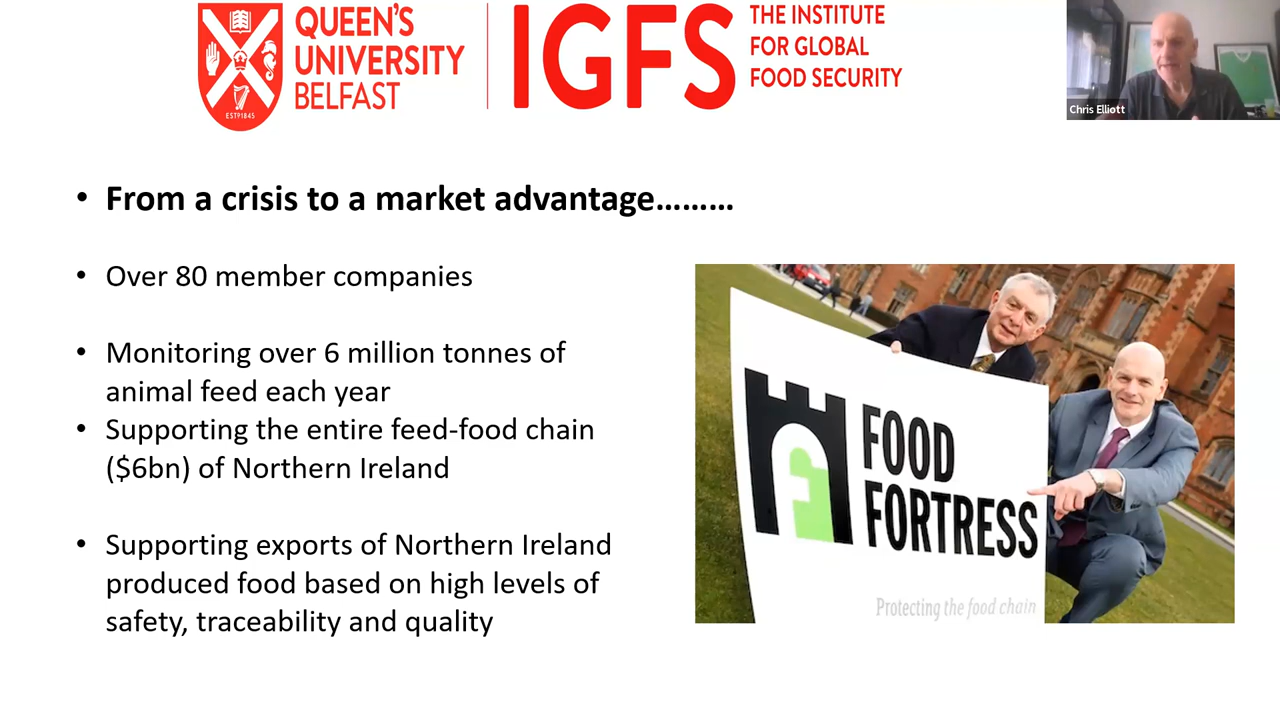 QUEEN'S
UNIVERSITY
BELFAST
EST1845
IGFS
THE INSTITUTE
FOR GLOBAL
FOOD SECURITY
Chris Elliott
• From a crisis to a market advantage………
• Over 80 member companies
• Monitoring over 6 million tonnes of
animal feed each year
• Supporting the entire feed-food chain
($6bn) of Northern Ireland
• Supporting exports of Northern Ireland
produced food based on high levels of
safety, traceability and quality
FOOD
FORTRESS
Protecting the food chain